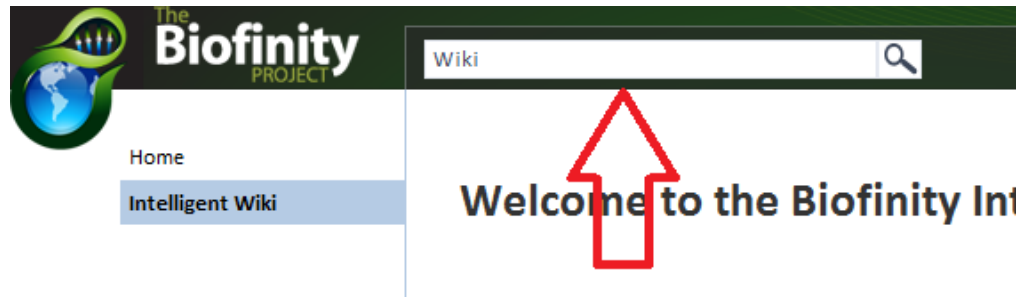 The
Biofinity
PROJECT
Wiki
Home
Intelligent Wiki
Welcome to the Biofinity Int